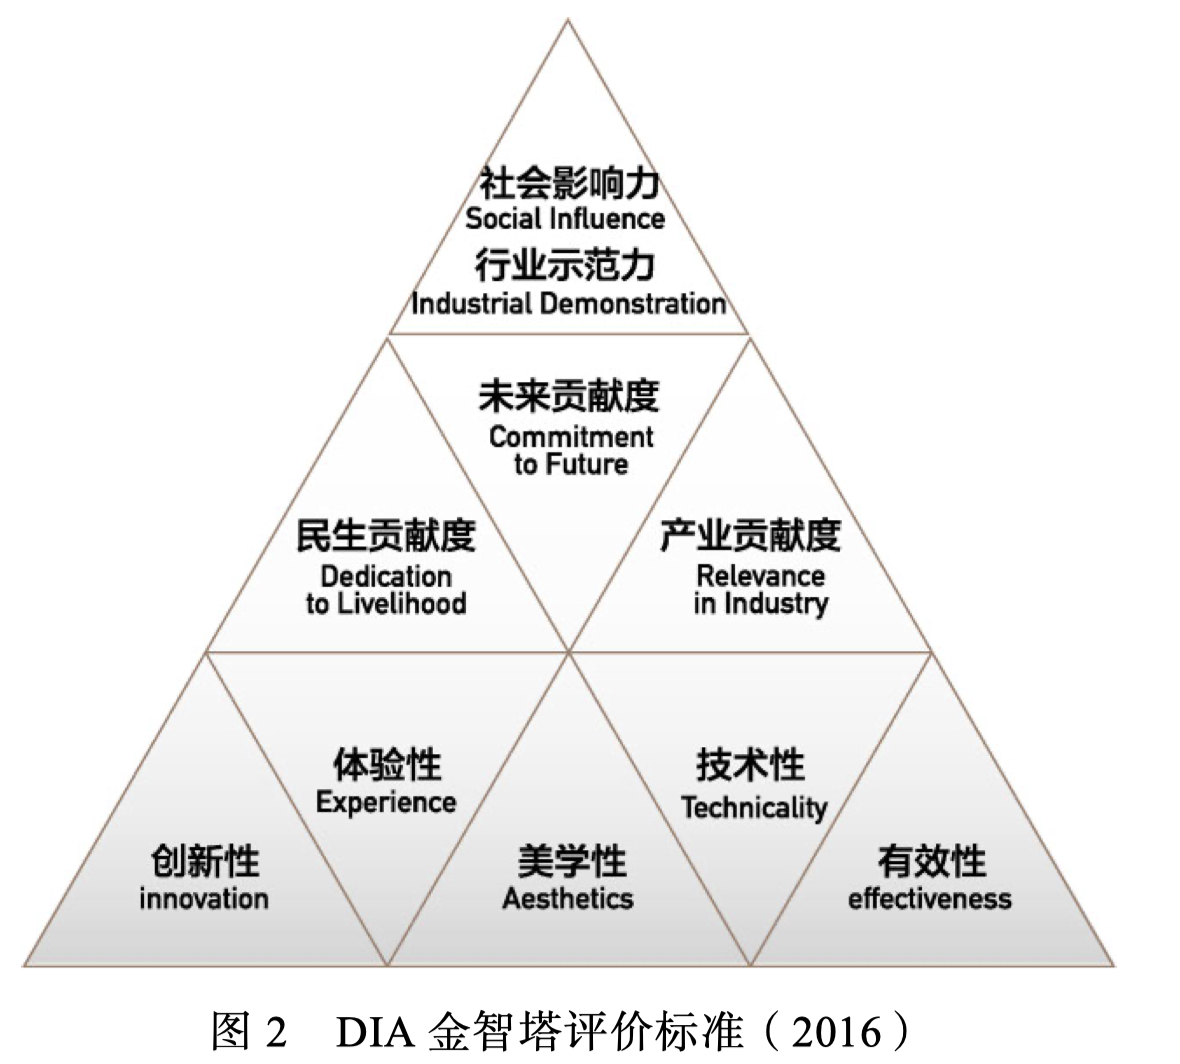 社会影响力
Social Influence
行业示范力
Industrial Demonstration
未来贡献度
Commitment
to Future
民生贡献度
Dedication
to Livelihood
产业贡献度
Relevance
in Industry
体验性
Experience
技术性
Technicality
创新性
innovation
美学性
Aesthetics
有效性
effectiveness
图 2 DIA 金智塔评价标准（2016）